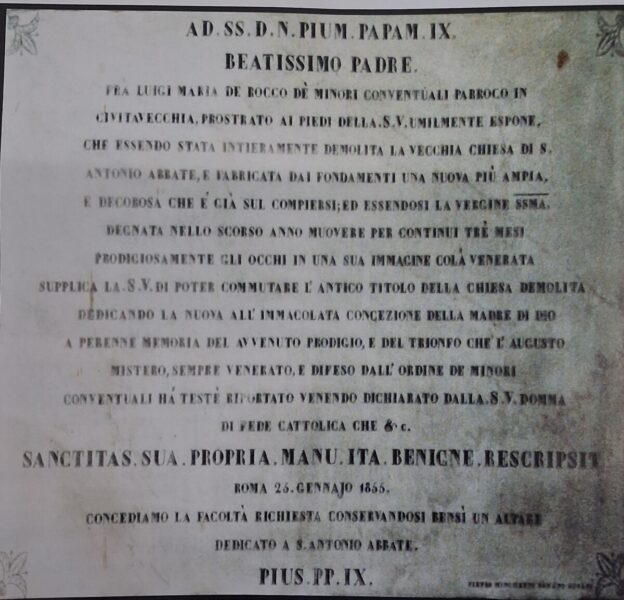 AD. SS. D. N. PIUM. PAPAM. IX.
BEATISSIMO PADRE.
FRA LUIGI MARIA DE ROCCO DÈ MINORI CONVENTUALI PARROCO IN
CIVITAVECCHIA, PROSTRATO AI PIEDI DELLA .S.V. UMILMENTE ESPONE,
CHE ESSENDO STATA INTIERAMENTE DEMOLITA LA VECCHIA CHIESA DI S.
ANTONIO ABBATE, E FABRICATA DAI FONDAMENTI UNA NUOVA PIÙ AMPIA,
E DECOROSA CHE E' GIÀ SUL COMPIERSI; ED ESSENDOSI LA VERGINE SSMA.
DEGNATA NELLO SCORSO ANNO MUOVERE PER CONTINUI TRÈ MESI
PRODIGIOSAMENTE GLI OCCHI IN UNA SUA IMMAGINE COLÀ VENERATA
SUPPLICA LA .S.V. DI POTER COMMUTARE L' ANTICO TITOLO DELLA CHIESA DEMOLITA
DEDICANDO LA NUOVA ALL' IMMACOLATA CONCEZIONE DELLA MADRE DI DIO
A PERENNE MEMORIA DEL AVVENUTO PRODIGIO, E DEL TRIONFO CHE L' AUGUSTO
MISTERO, SEMPRE VENERATO, E DIFESO DALL' ORDINE DE MINORI
CONVENTUALI HÀ TESTÈ RIPORTATO VENENDO DICHIARATO DALLA .S.V. DOMMA
DI FEDE CATTOLICA CHE &c.
SANCTITAS. SUA. PROPRIA. MANU. ITA. BENIGNE. RESCRIPSIT
ROMA 25. GENNAJO 1855.
CONCEDIAMO LA FACOLTÀ RICHIESTA CONSERVANDOSI BENSÌ UN ALTARE
DEDICATO A S. ANTONIO ABBATE.
PIUS. PP. IX.